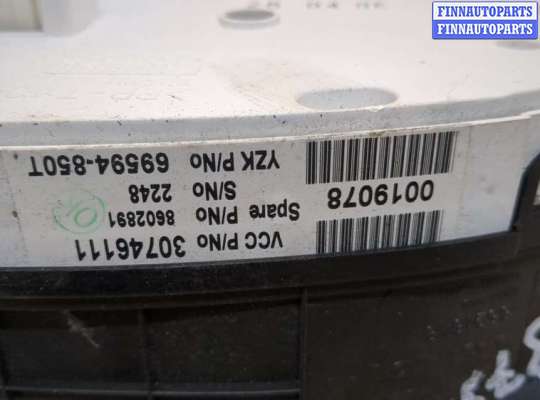 FINNAUTOPARTS
FINNAUTOPARTS
VCC P/No 30746111
Spare P/No 8602891
S/No 2248
YZK P/No 69594-850T
0019078